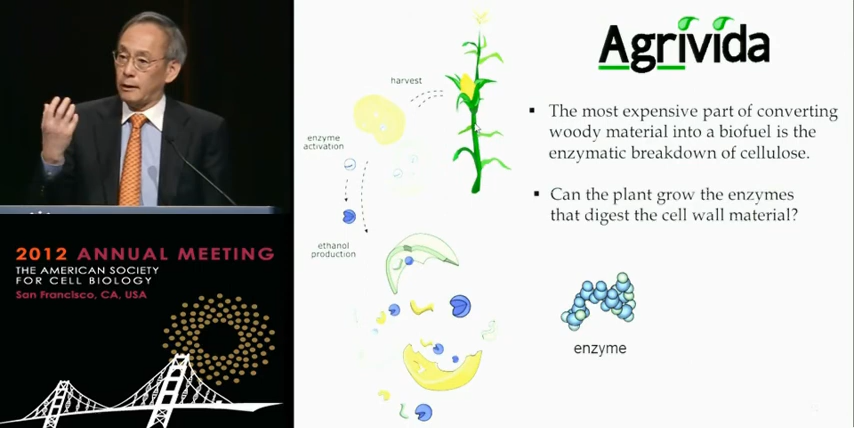 2012 ANNUAL MEETING
THE AMERICAN SOCIETY
FOR CELL BIOLOGY
San Francisco, CA, USA
Agrivida
harvest
enzyme
activation
ethanol
production
▪ The most expensive part of converting
woody material into a biofuel is the
enzymatic breakdown of cellulose.
▪ Can the plant grow the enzymes
that digest the cell wall material?
enzyme